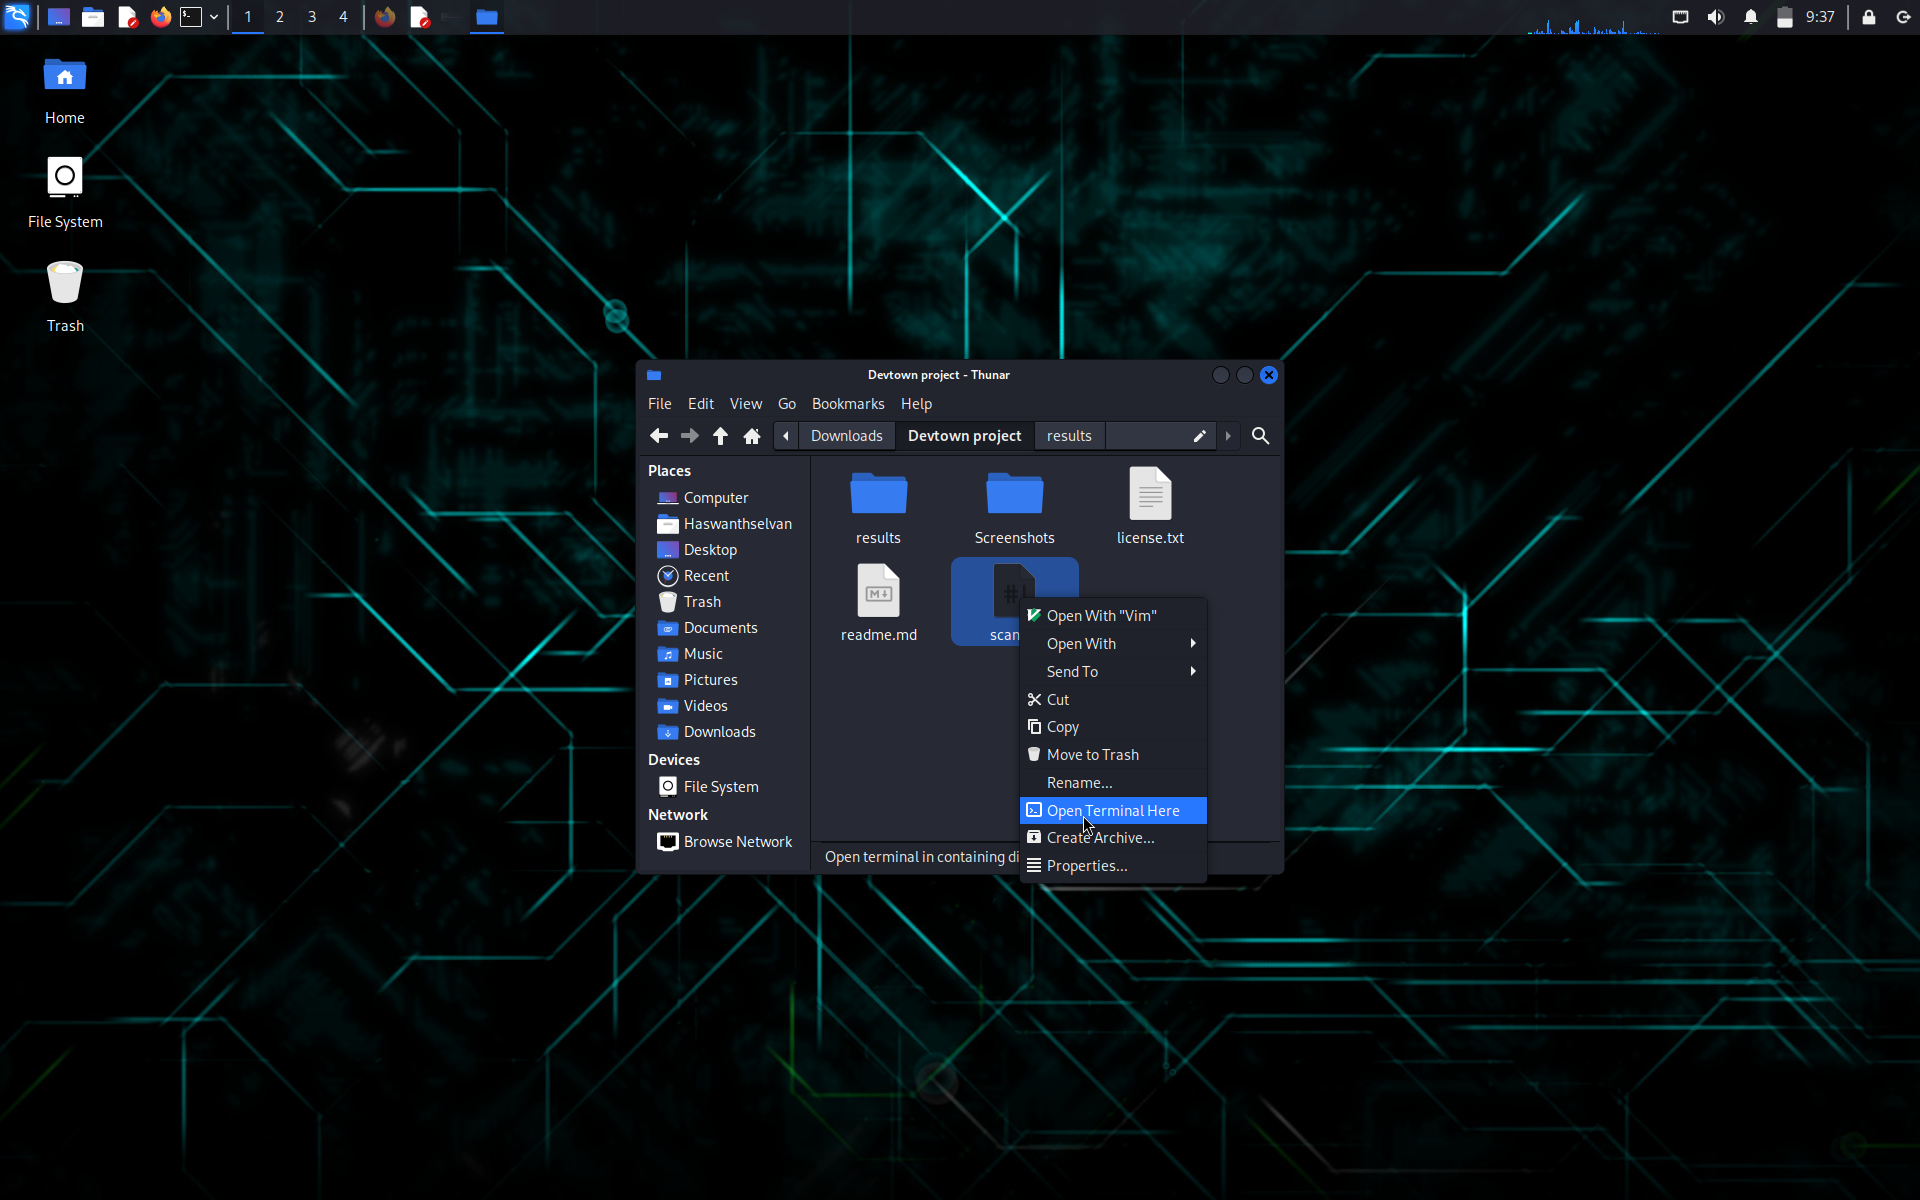 1 2 3 4
9:37
Home
File System
Trash
Devtown project - Thunar
File Edit View Go Bookmarks Help
Downloads Devtown project results
Places
Computer
Haswanthselvan
Desktop
Recent
Trash
Documents
Music
Pictures
Videos
Downloads
Devices
File System
Network
Browse Network
results Screenshots license.txt
readme.md scan
Open With "Vim"
Open With
Send To
Cut
Copy
Move to Trash
Rename...
Open Terminal Here
Create Archive...
Properties...
Open terminal in containing di